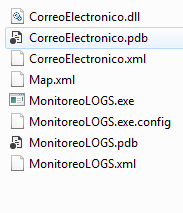 CorreoElectronico.dll
CorreoElectronico.pdb
CorreoElectronico.xml
Map.xml
MonitoreoLOGS.exe
MonitoreoLOGS.exe.config
MonitoreoLOGS.pdb
MonitoreoLOGS.xml